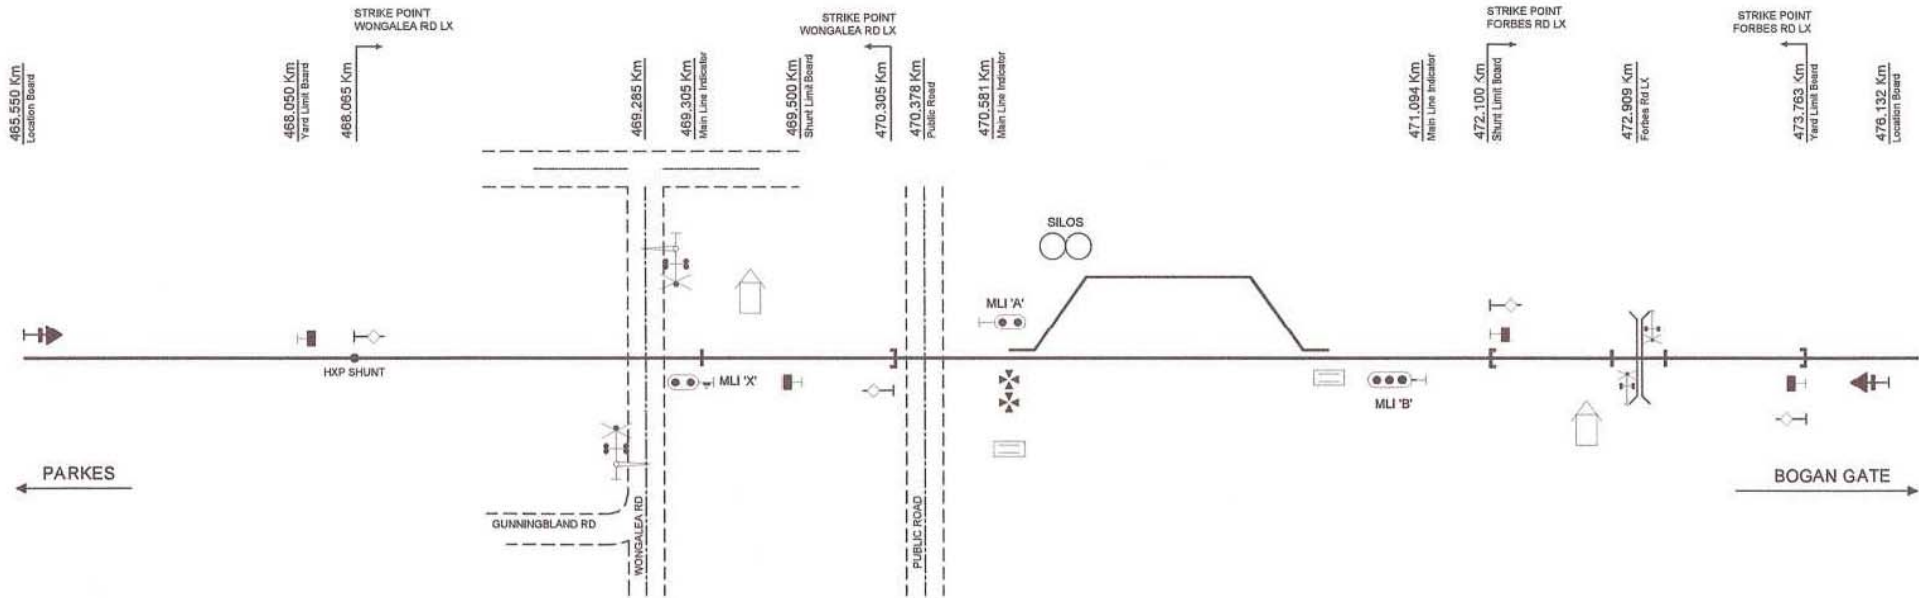 STRIKE POINT
WONGALEA RD LX
STRIKE POINT
WONGALEA RD LX
STRIKE POINT
FORBES RD LX
STRIKE POINT
FORBES RD LX
465.550 Km
Location Board
468.050 Km
Yard Limit Board
468.065 Km
469.285 Km
469.305 Km
Main Line Indicator
469.500 Km
Shunt Limit Board
470.305 Km
470.378 Km
Public Road
470.581 Km
Main Line Indicator
471.094 Km
Main Line Indicator
472.100 Km
Shunt Limit Board
472.909 Km
Forbes Rd LX
473.763 Km
Yard Limit Board
476.132 Km
Location Board
SILOS
MLI 'A'
HXP SHUNT
MLI 'X'
MLI 'B'
PARKES
BOGAN GATE
GUNNINGBLAND RD
WONGALEA RD
PUBLIC ROAD